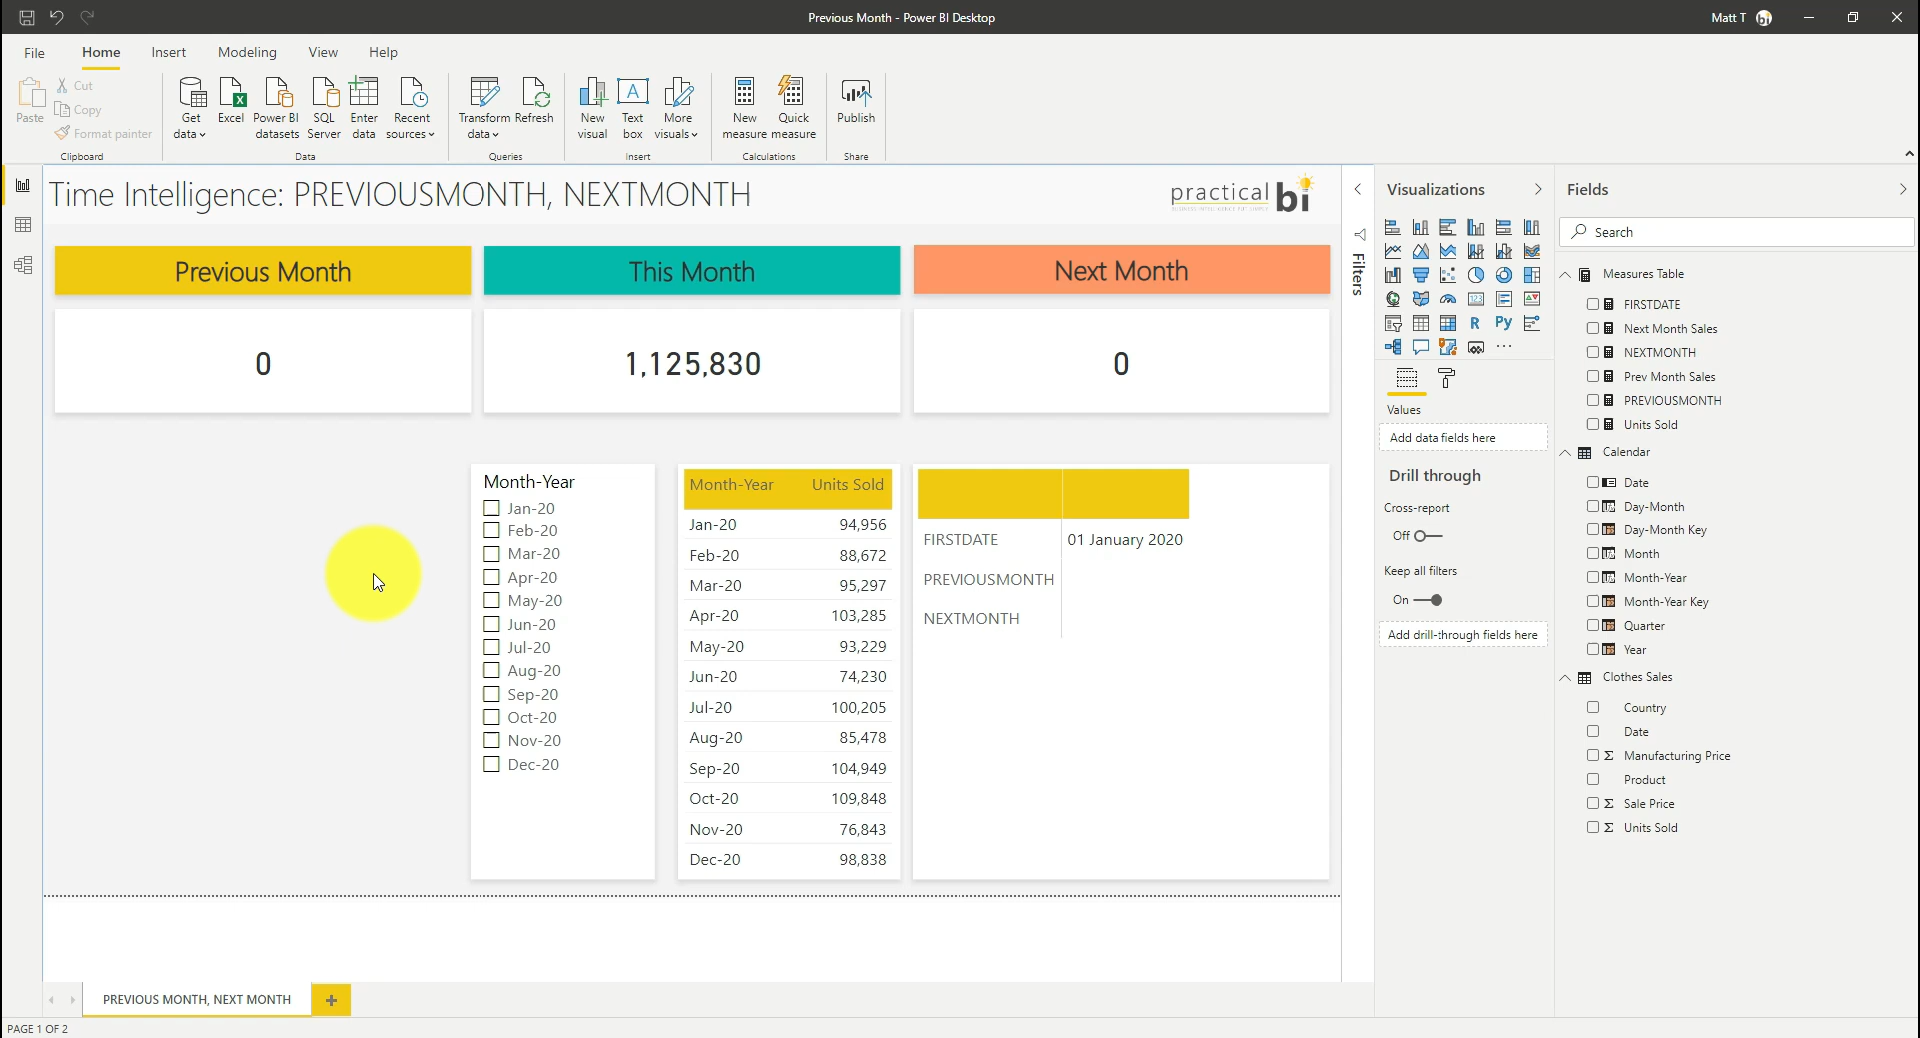 Previous Month - Power BI Desktop
Matt T
File Home Insert Modeling View Help
Paste
Cut
Copy
Format painter
Clipboard
Get data
Excel
Power BI datasets
SQL Server
Enter data
Recent sources
Data
Transform data
Refresh
Queries
New visual
Text box
More visuals
Insert
New measure
Quick measure
Calculations
Publish
Share
Time Intelligence: PREVIOUSMONTH, NEXTMONTH
practical bi
Previous Month
This Month
Next Month
0
1,125,830
0
Month-Year
Jan-20
Feb-20
Mar-20
Apr-20
May-20
Jun-20
Jul-20
Aug-20
Sep-20
Oct-20
Nov-20
Dec-20
Month-Year Units Sold
Jan-20 94,956
Feb-20 88,672
Mar-20 95,297
Apr-20 103,285
May-20 93,229
Jun-20 74,230
Jul-20 100,205
Aug-20 85,478
Sep-20 104,949
Oct-20 109,848
Nov-20 76,843
Dec-20 98,838
FIRSTDATE 01 January 2020
PREVIOUSMONTH
NEXTMONTH
Filters
Visualizations
123
R
Py
Values
Add data fields here
Drill through
Cross-report
Off
Keep all filters
On
Add drill-through fields here
Fields
Search
Measures Table
FIRSTDATE
Next Month Sales
NEXTMONTH
Prev Month Sales
PREVIOUSMONTH
Units Sold
Calendar
Date
Day-Month
Day-Month Key
Month
Month-Year
Month-Year Key
Quarter
Year
Clothes Sales
Country
Date
Manufacturing Price
Product
Sale Price
Units Sold
PREVIOUS MONTH, NEXT MONTH
PAGE 1 OF 2